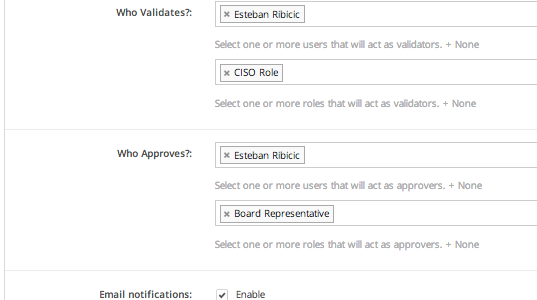 Who Validates?:
× Esteban Ribicic
Select one or more users that will act as validators. + None
× CISO Role
Select one or more roles that will act as validators. + None
Who Approves?:
× Esteban Ribicic
Select one or more users that will act as approvers. + None
× Board Representative
Select one or more roles that will act as approvers. + None
Email notifications:
Enable